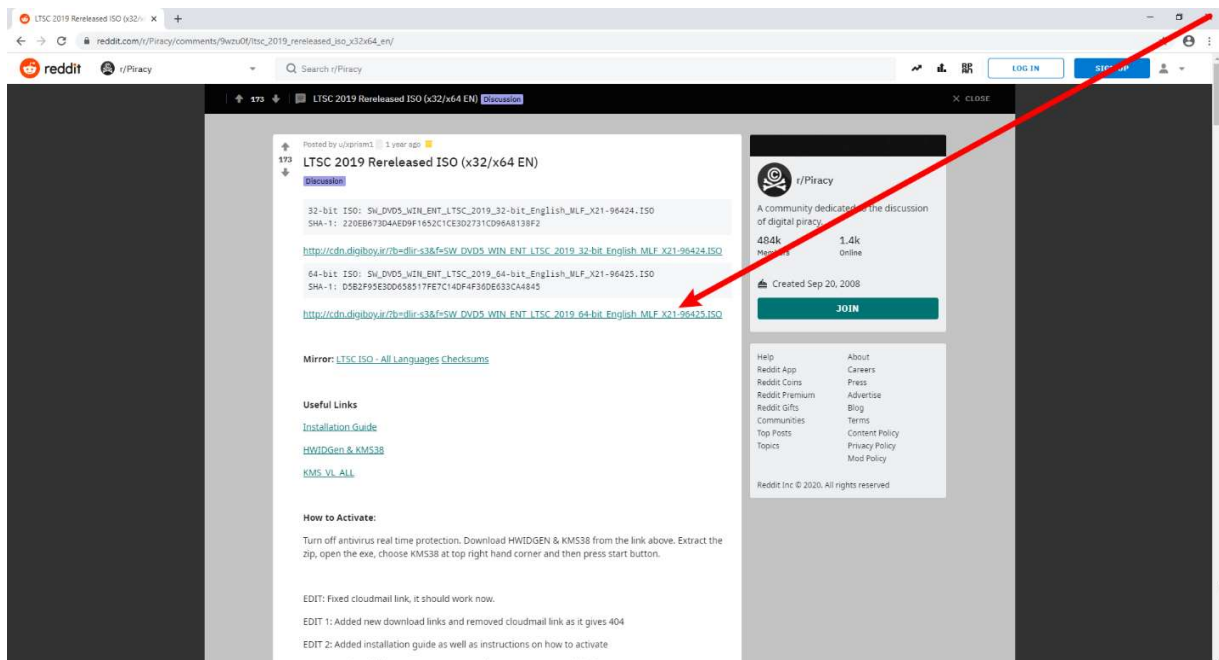 LTSC 2019 Rereleased ISO (x32/
reddit.com/r/Piracy/comments/9wzu0f/ltsc_2019_rereleased_iso_x32x64_en/
reddit r/Piracy Search r/Piracy LOG IN
173 LTSC 2019 Rereleased ISO (x32/x64 EN) Discussion CLOSE
Posted by u/xprism1 1 year ago
173
LTSC 2019 Rereleased ISO (x32/x64 EN)
Discussion
32-bit ISO: SW_DVD5_WIN_ENT_LTSC_2019_32-bit_English_MLF_X21-96424.ISO
SHA-1: 220EB673D4AED9F1652C1CE3D2731CD96A8138F2
http://cdn.digiboy.ir/?b=dlir-s3&f=SW_DVD5_WIN_ENT_LTSC_2019_32-bit_English_MLF_X21-96424.ISO
64-bit ISO: SW_DVD5_WIN_ENT_LTSC_2019_64-bit_English_MLF_X21-96425.ISO
SHA-1: D5B2F95E3DD658517FE7C14DF4F36DE633CA4845
http://cdn.digiboy.ir/?b=dlir-s3&f=SW_DVD5_WIN_ENT_LTSC_2019_64-bit_English_MLF_X21-96425.ISO
Mirror: LTSC ISO - All Languages Checksums
Useful Links
Installation Guide
HWIDGen & KMS38
KMS_VL_ALL
How to Activate:
Turn off antivirus real time protection. Download HWIDGEN & KMS38 from the link above. Extract the
zip, open the exe, choose KMS38 at top right hand corner and then press start button.
EDIT: Fixed cloudmail link, it should work now.
EDIT 1: Added new download links and removed cloudmail link as it gives 404
EDIT 2: Added installation guide as well as instructions on how to activate
r/Piracy
A community dedicated to the discussion
of digital piracy.
484k 1.4k
Members Online
Created Sep 20, 2008
JOIN
Help About
Reddit App Careers
Reddit Coins Press
Reddit Premium Advertise
Reddit Gifts Blog
Communities Terms
Top Posts Content Policy
Topics Privacy Policy
Mod Policy
Reddit Inc © 2020. All rights reserved